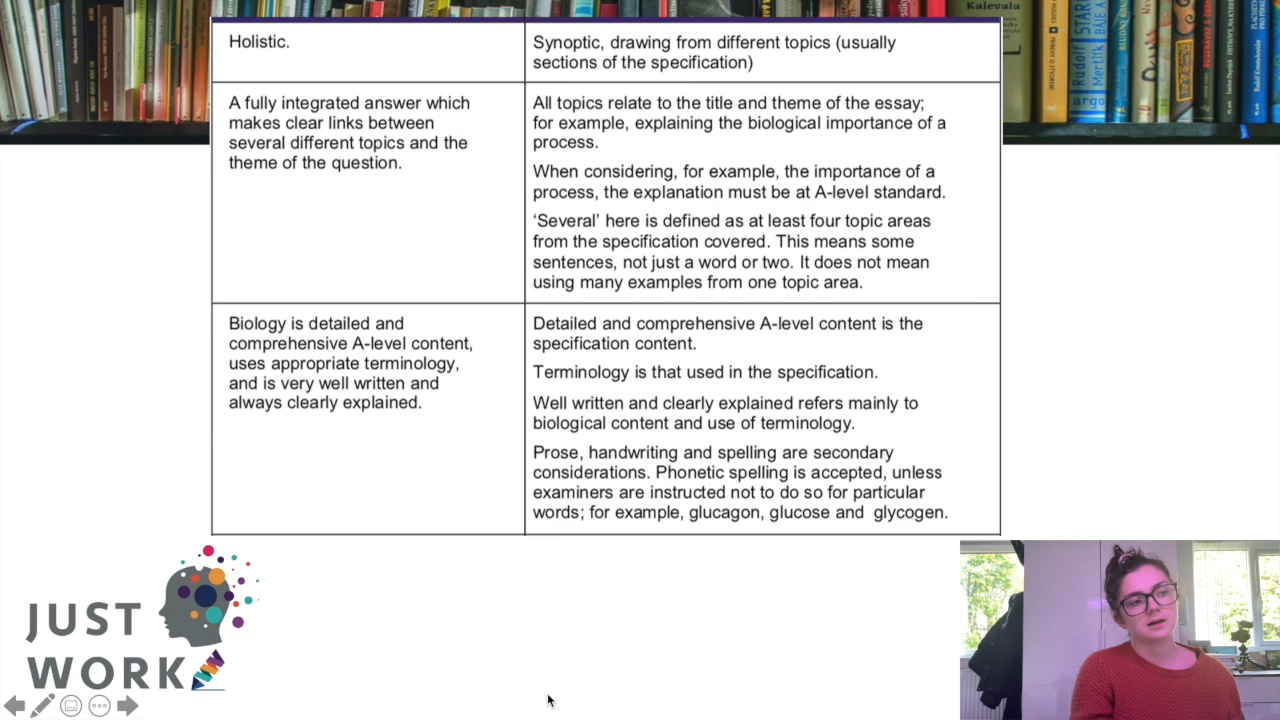 Kalevala
Rudolf
STAR
BÁJE A
Mertlík
argo
BLUDNÝ
Holistic.
Synoptic, drawing from different topics (usually
sections of the specification)
A fully integrated answer which
makes clear links between
several different topics and the
theme of the question.
All topics relate to the title and theme of the essay;
for example, explaining the biological importance of a
process.
When considering, for example, the importance of a
process, the explanation must be at A-level standard.
‘Several’ here is defined as at least four topic areas
from the specification covered. This means some
sentences, not just a word or two. It does not mean
using many examples from one topic area.
Biology is detailed and
comprehensive A-level content,
uses appropriate terminology,
and is very well written and
always clearly explained.
Detailed and comprehensive A-level content is the
specification content.
Terminology is that used in the specification.
Well written and clearly explained refers mainly to
biological content and use of terminology.
Prose, handwriting and spelling are secondary
considerations. Phonetic spelling is accepted, unless
examiners are instructed not to do so for particular
words; for example, glucagon, glucose and  glycogen.
JUST
WORK